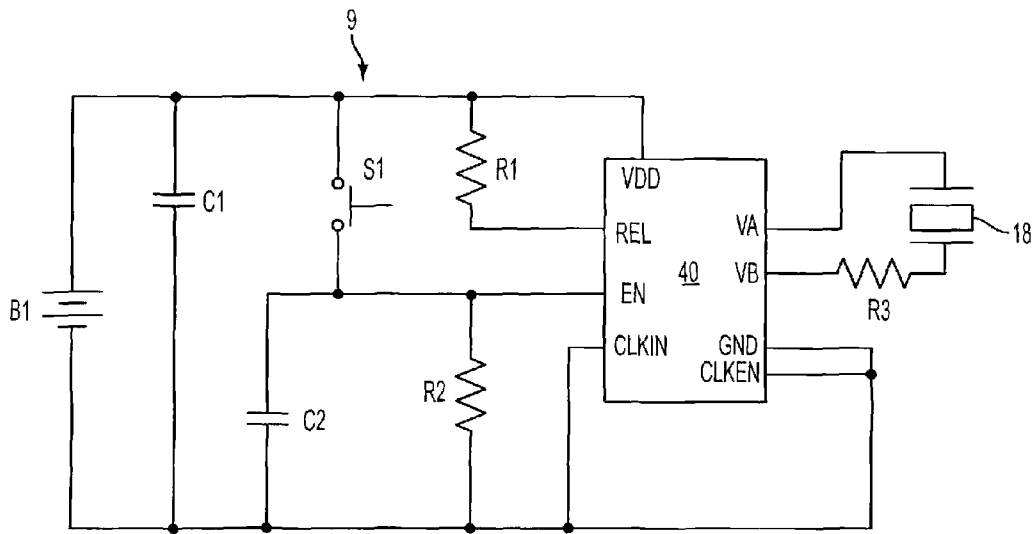 9
S1
C1
R1
VDD
REL
VA
18
40
VB
B1
EN
R3
CLKIN
GND
CLKEN
R2
C2